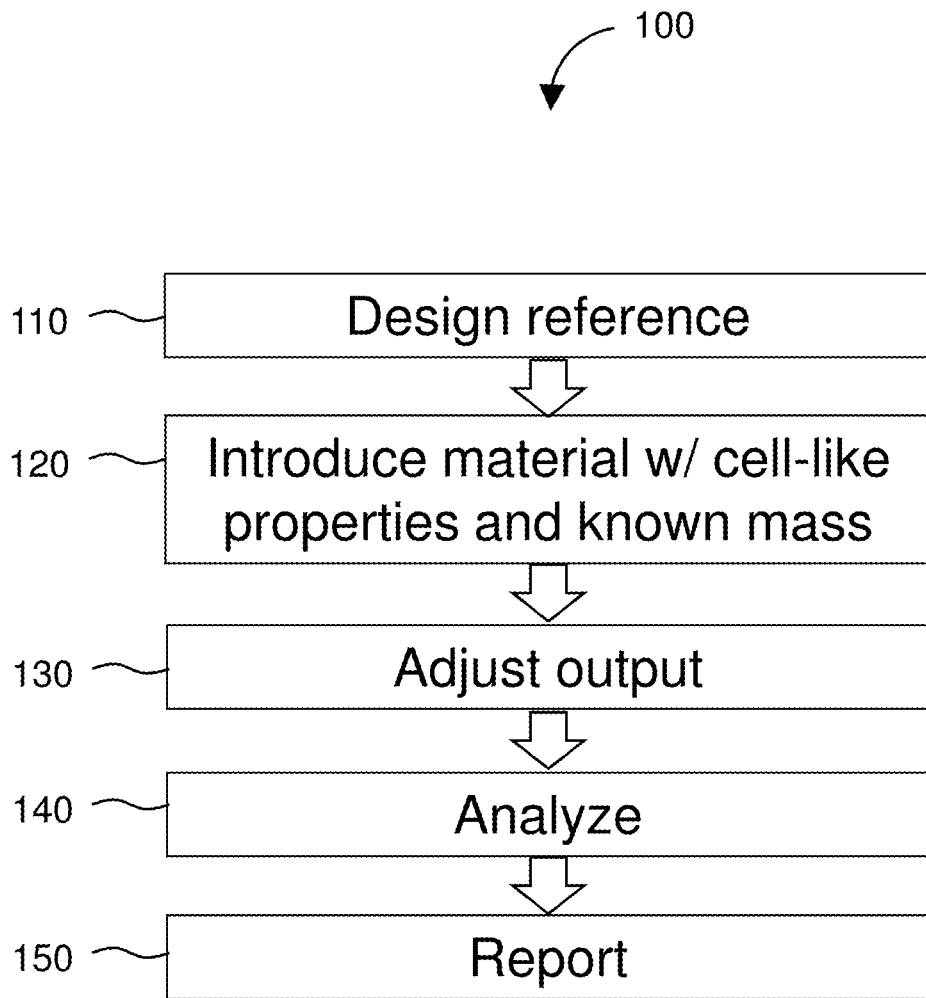 100
110
Design reference
120
Introduce material w/ cell-like
properties and known mass
130
Adjust output
140
Analyze
150
Report